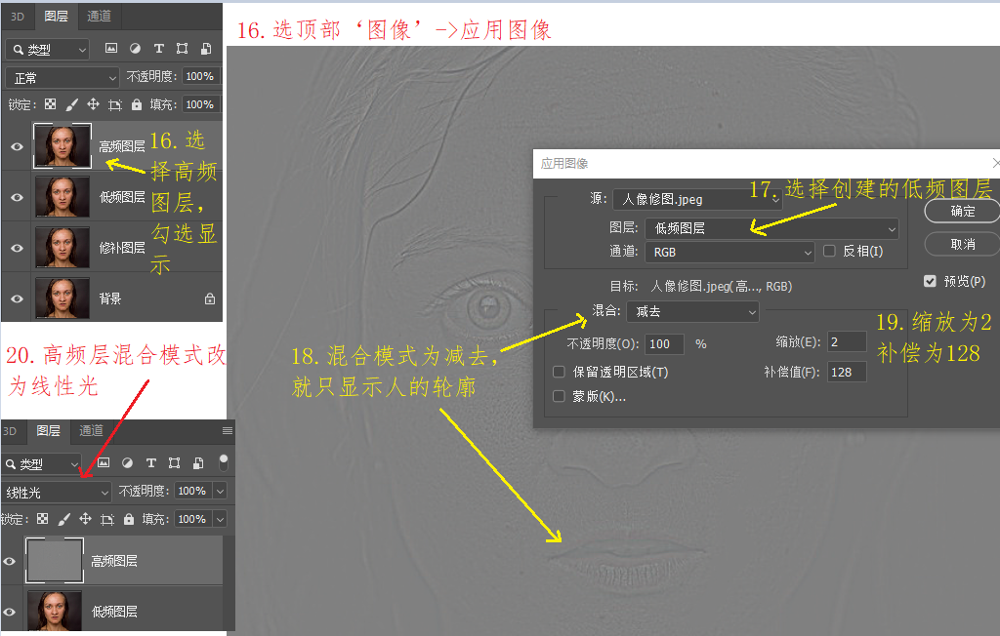 3D 图层 通道
类型
正常 不透明度: 100%
锁定: 填充: 100%
高频图层
低频图层
修补图层
背景
16.选顶部‘图像’->应用图像
16.选
择高频
图层,
勾选显
示
应用图像
17.选择创建的低频图层
源: 人像修图.jpeg
确定
图层: 低频图层
通道: RGB 反相(I)
取消
目标: 人像修图.jpeg(高..., RGB)
预览(P)
混合: 减去
不透明度(O): 100 %
缩放(E): 2
保留透明区域(T)
补偿值(F): 128
蒙版(K)...
18.混合模式为减去,
就只显示人的轮廓
19.缩放为2
补偿为128
20.高频层混合模式改
为线性光
3D 图层 通道
类型
线性光 不透明度: 100%
锁定: 填充: 100%
高频图层
低频图层